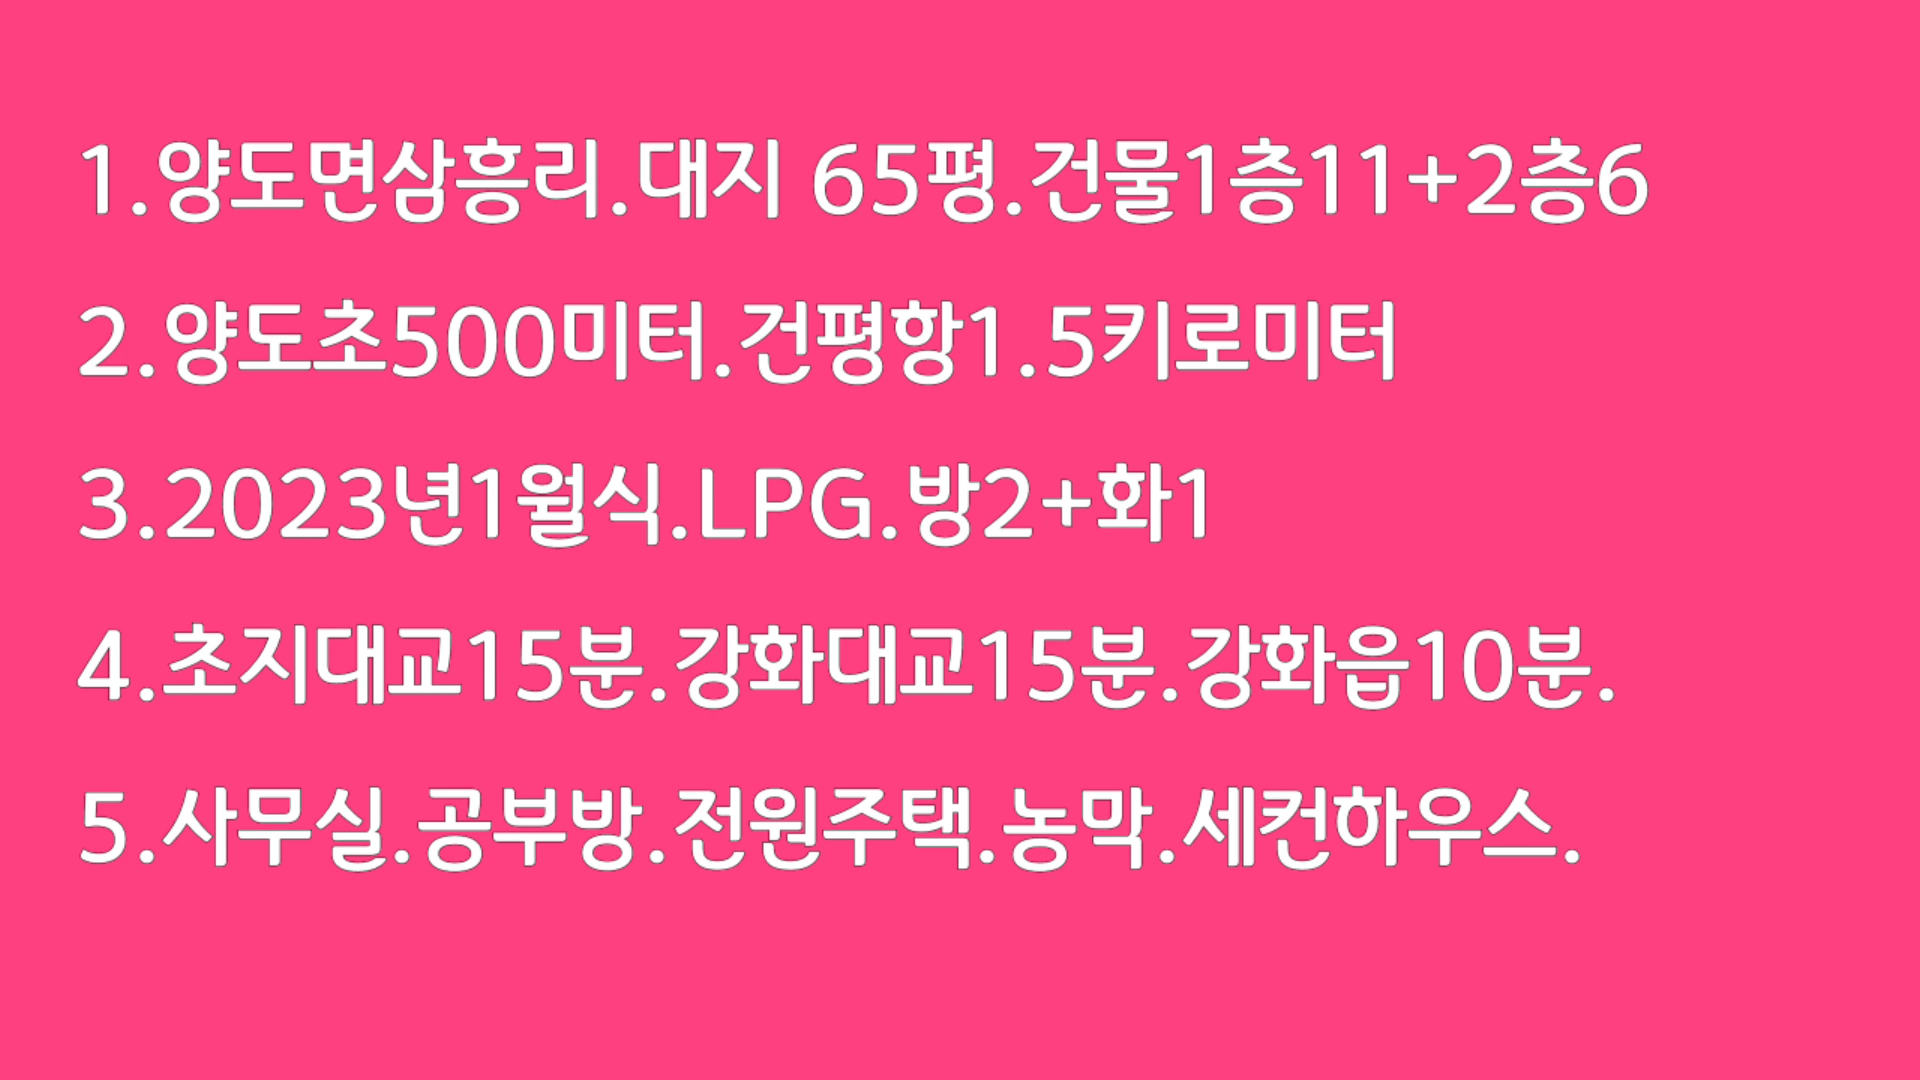 1.양도면삼흥리.대지 65평.건물1층11+2층6
2.양도초500미터.건평항1.5키로미터
3.2023년1월식.LPG.방2+화1
4.초지대교15분.강화대교15분.강화읍10분.
5.사무실.공부방.전원주택.농막.세컨하우스.